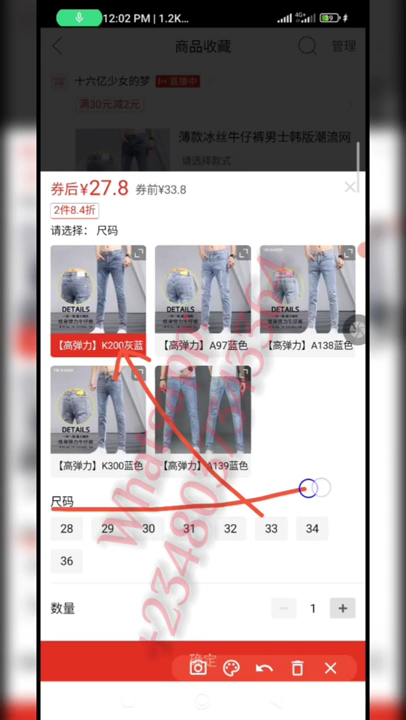 12:02 PM | 1.2K...
4G
59
商品收藏
管理
十六亿少女的梦
直播中
满30元减2元
薄款冰丝牛仔裤男士韩版潮流网
请选择款式
券后¥27.8 券前¥33.8
2件8.4折
请选择： 尺码
DETAILS
DETAILS
DETAILS
【高弹力】K200灰蓝
【高弹力】A97蓝色
【高弹力】A138蓝色
DETAILS
【高弹力】K300蓝色
【高弹力】A139蓝色
尺码
28
29
30
31
32
33
34
36
数量
1
+
确定